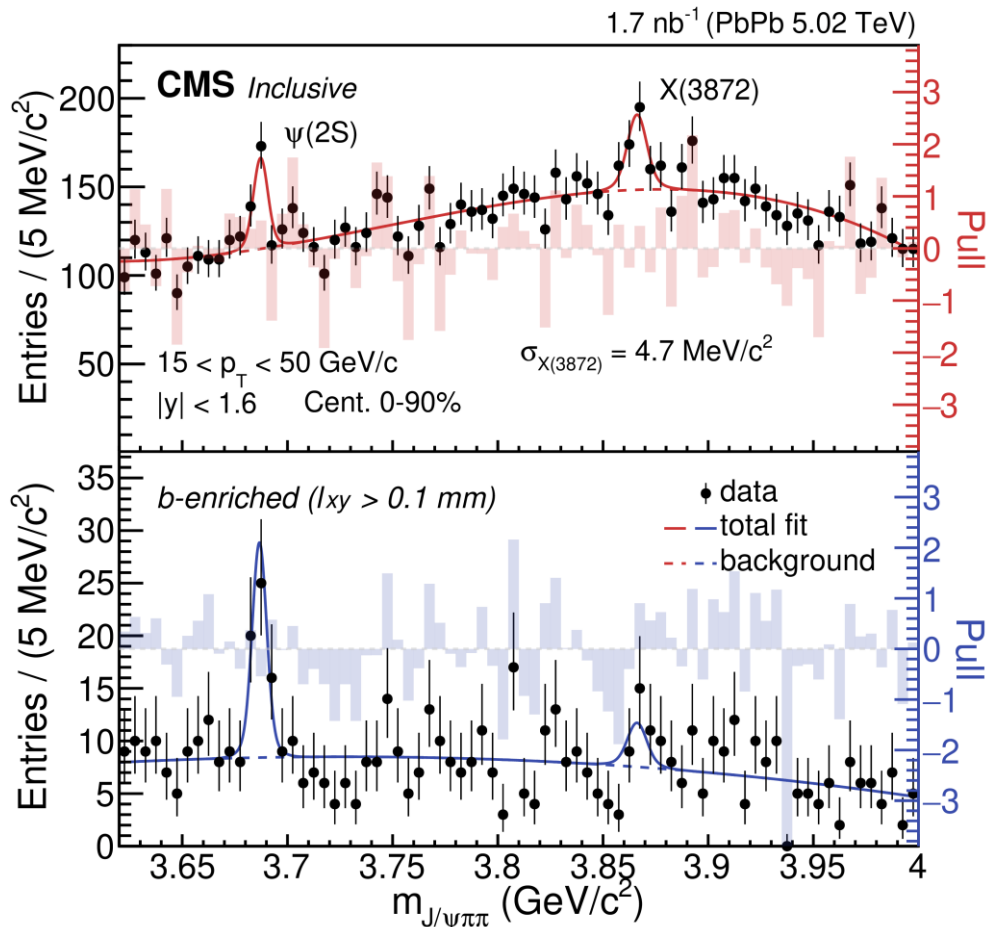 1.7 nb⁻¹ (PbPb 5.02 TeV)
CMS Inclusive
ψ(2S)
X(3872)
15 < p_T < 50 GeV/c
σ_X(3872) = 4.7 MeV/c²
|y| < 1.6 Cent. 0-90%
Entries / (5 MeV/c²)
200
150
100
50
3
2
1
0
−1
−2
−3
Pull
b-enriched (lxy > 0.1 mm)
data
total fit
background
Entries / (5 MeV/c²)
35
30
25
20
15
10
5
0
3
2
1
0
−1
−2
−3
Pull
3.65 3.7 3.75 3.8 3.85 3.9 3.95 4
m_J/ψππ (GeV/c²)